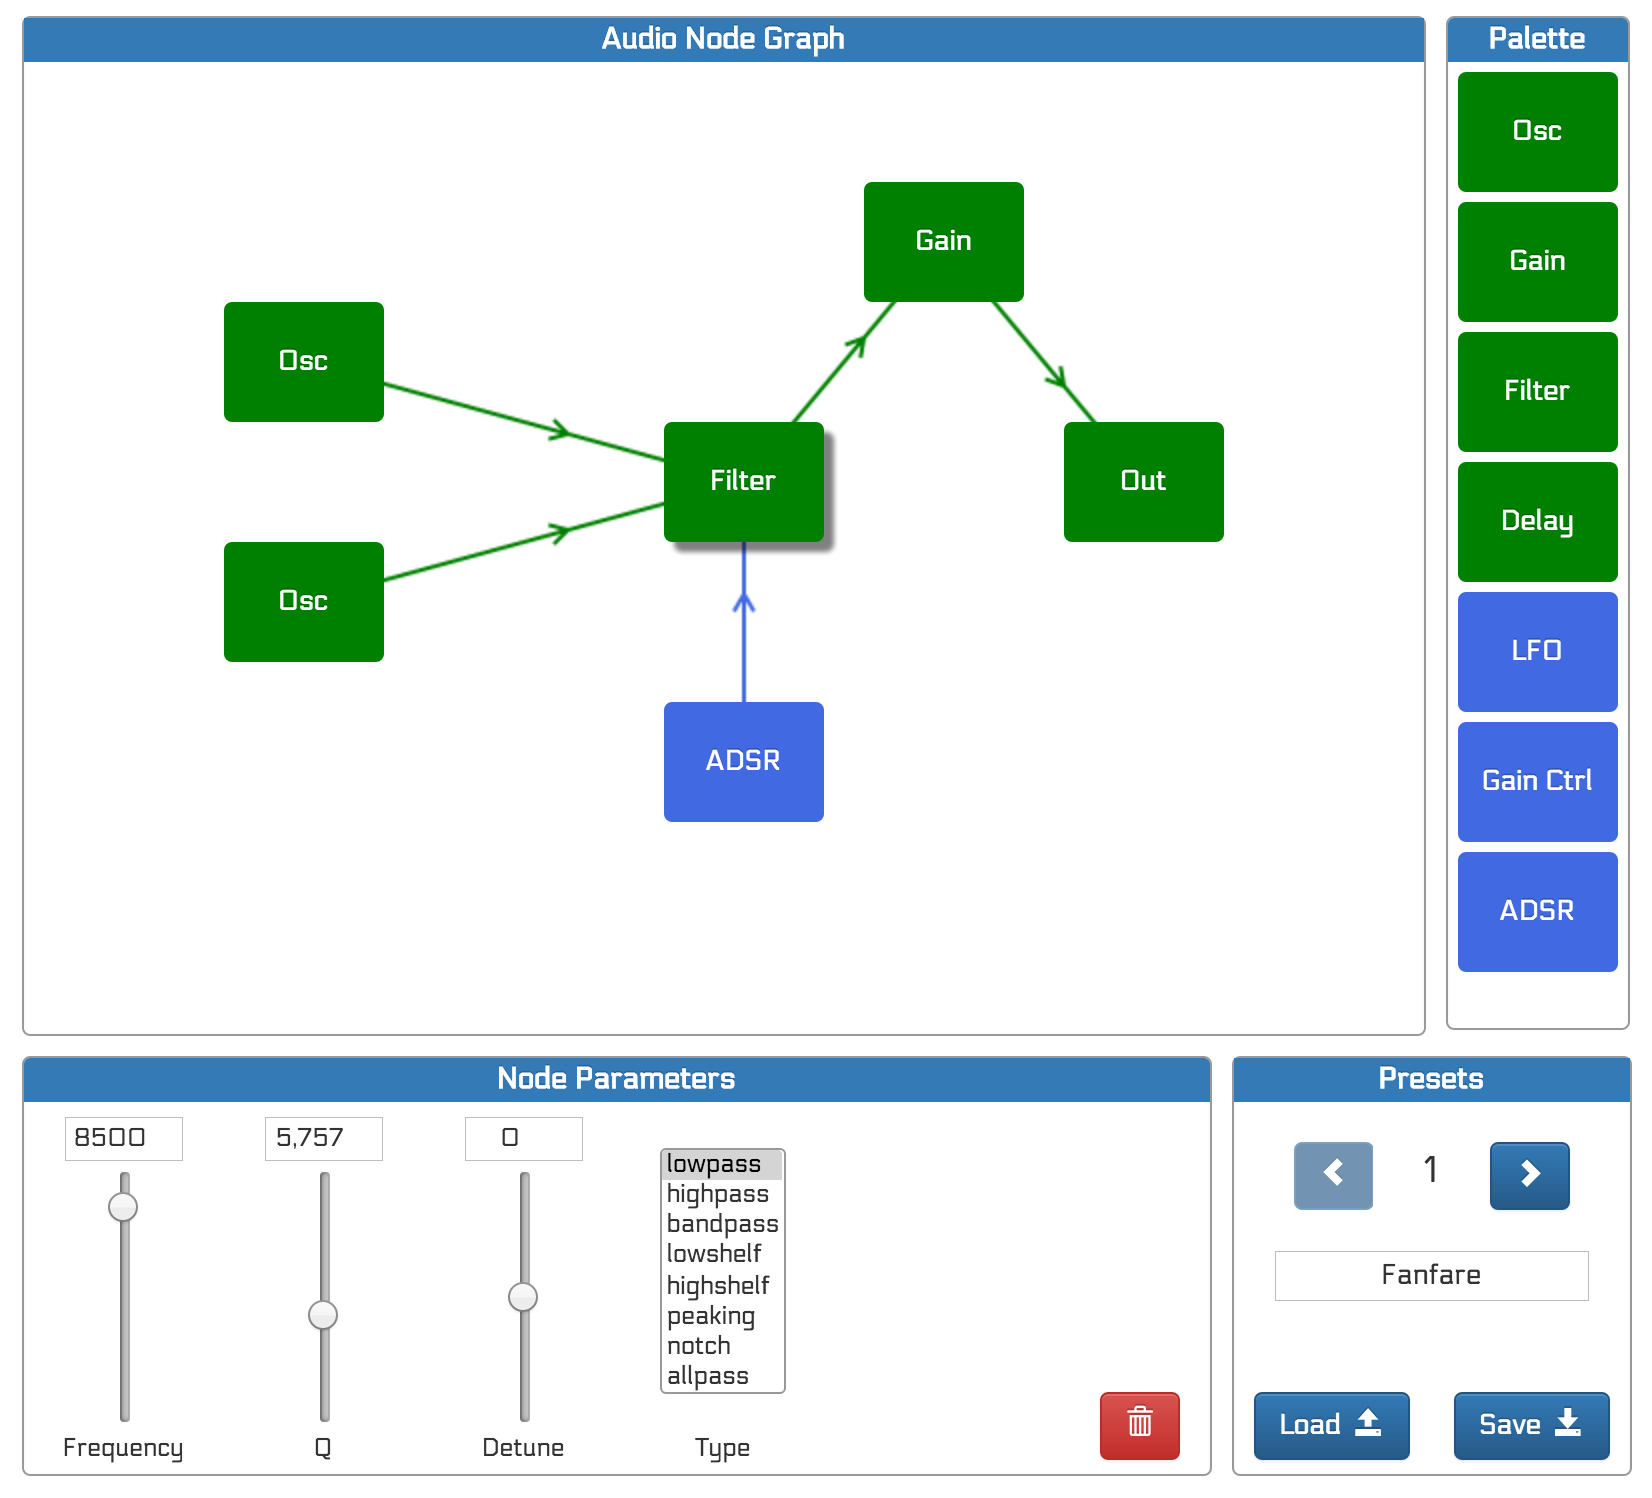 Audio Node Graph
Gain
Osc
Filter
Out
Osc
ADSR
Palette
Osc
Gain
Filter
Delay
LFO
Gain Ctrl
ADSR
Node Parameters
8500
5,757
0
lowpass
highpass
bandpass
lowshelf
highshelf
peaking
notch
allpass
Frequency
Q
Detune
Type
Presets
1
Fanfare
Load
Save